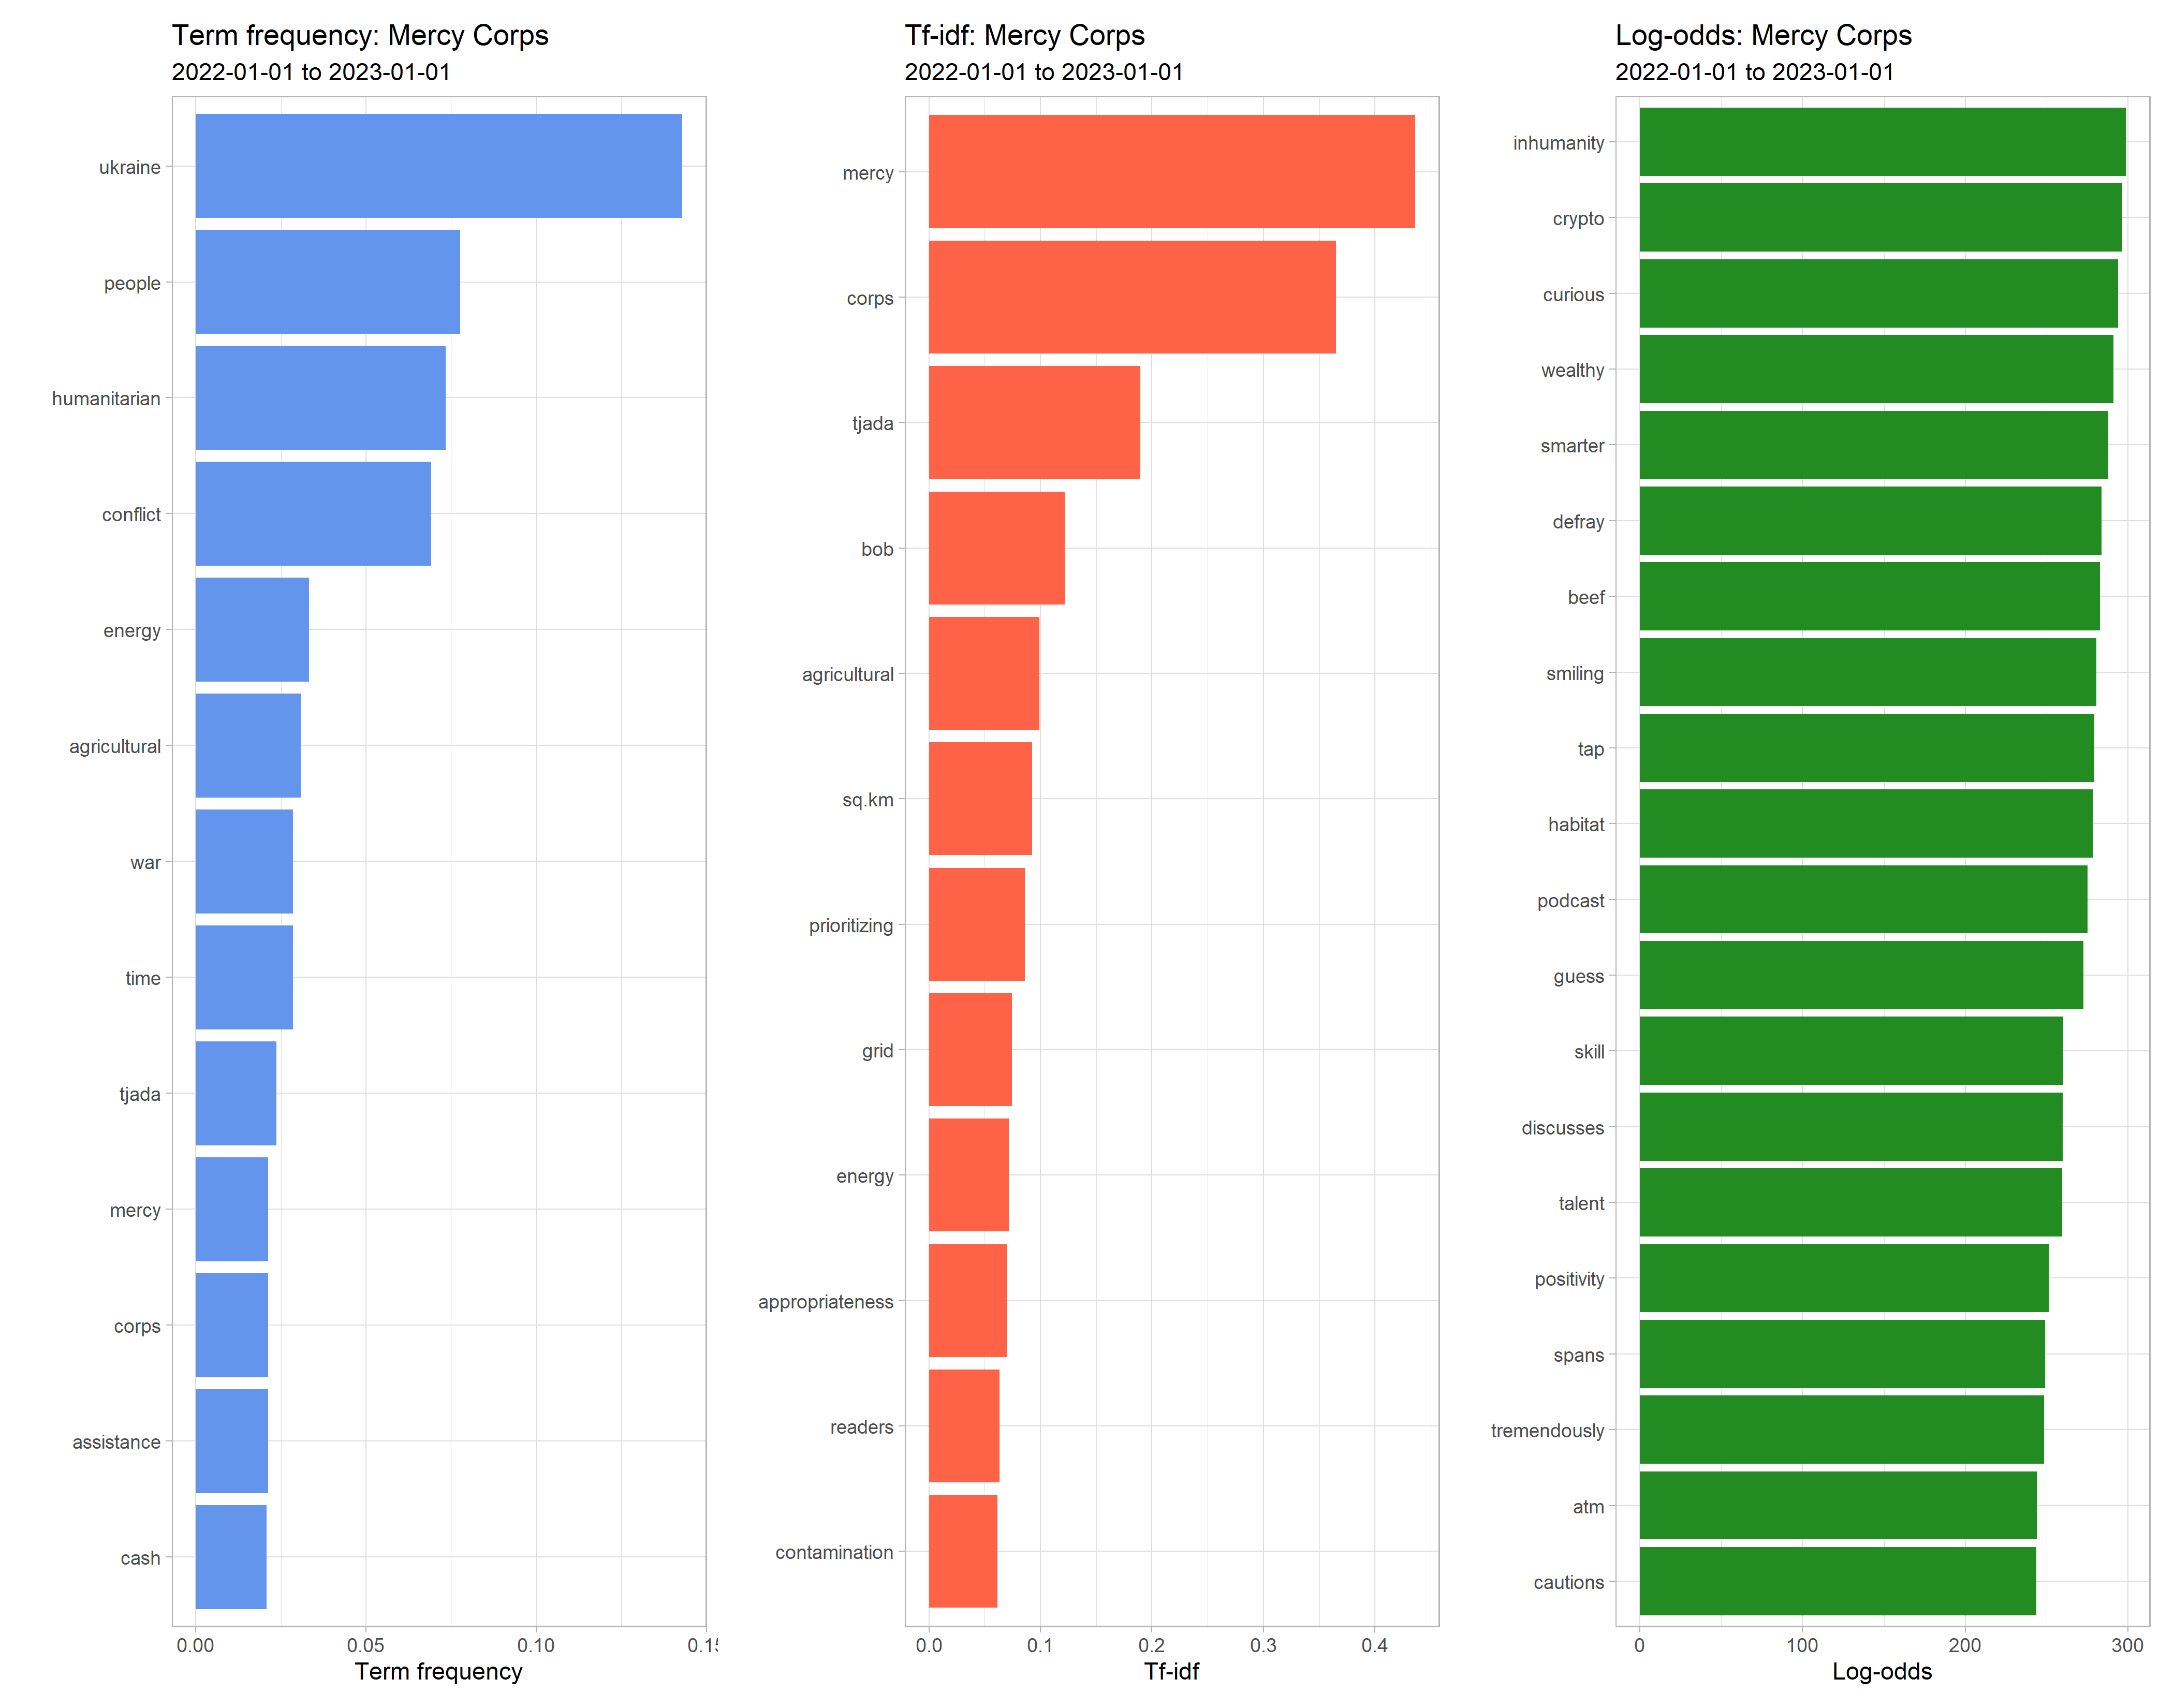 Term frequency: Mercy Corps
2022-01-01 to 2023-01-01
ukraine
people
humanitarian
conflict
energy
agricultural
war
time
tjada
mercy
corps
assistance
cash
0.00 0.05 0.10 0.15
Term frequency
Tf-idf: Mercy Corps
2022-01-01 to 2023-01-01
mercy
corps
tjada
bob
agricultural
sq.km
prioritizing
grid
energy
appropriateness
readers
contamination
0.0 0.1 0.2 0.3 0.4
Tf-idf
Log-odds: Mercy Corps
2022-01-01 to 2023-01-01
inhumanity
crypto
curious
wealthy
smarter
defray
beef
smiling
tap
habitat
podcast
guess
skill
discusses
talent
positivity
spans
tremendously
atm
cautions
0 100 200 300
Log-odds